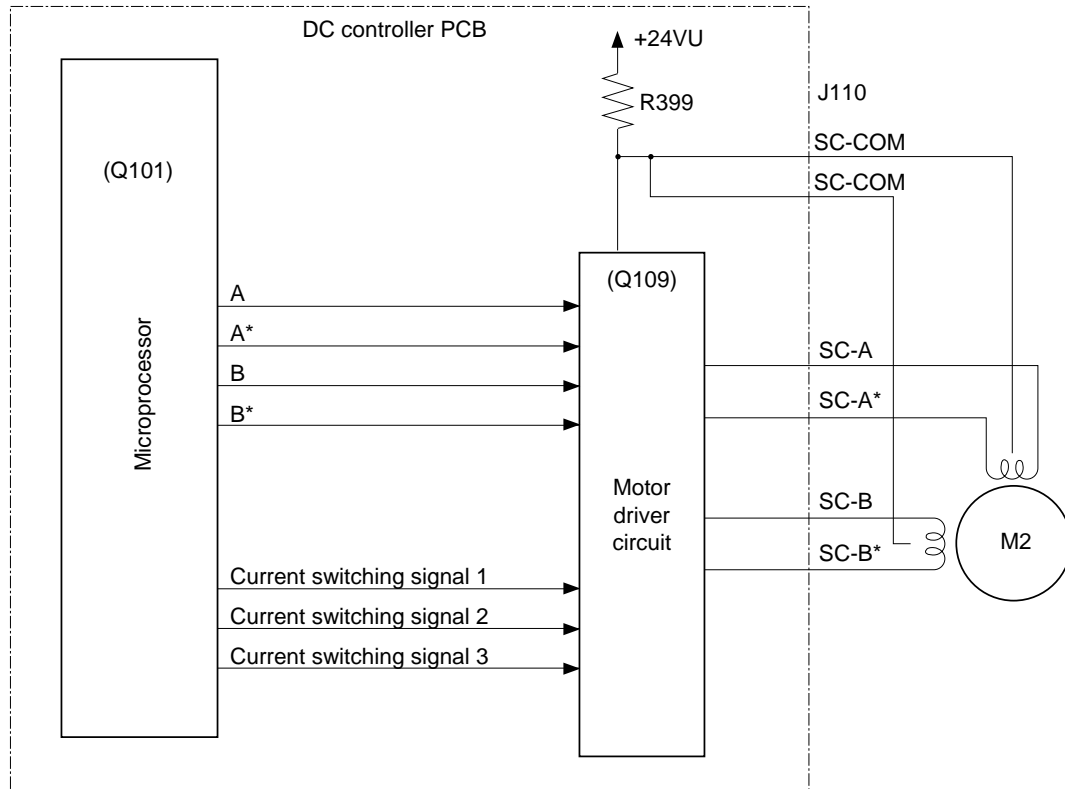 DC controller PCB
+24VU
R399
J110
SC-COM
SC-COM
(Q101)
Microprocessor
(Q109)
Motor
driver
circuit
A
A*
B
B*
Current switching signal 1
Current switching signal 2
Current switching signal 3
SC-A
SC-A*
SC-B
SC-B*
M2